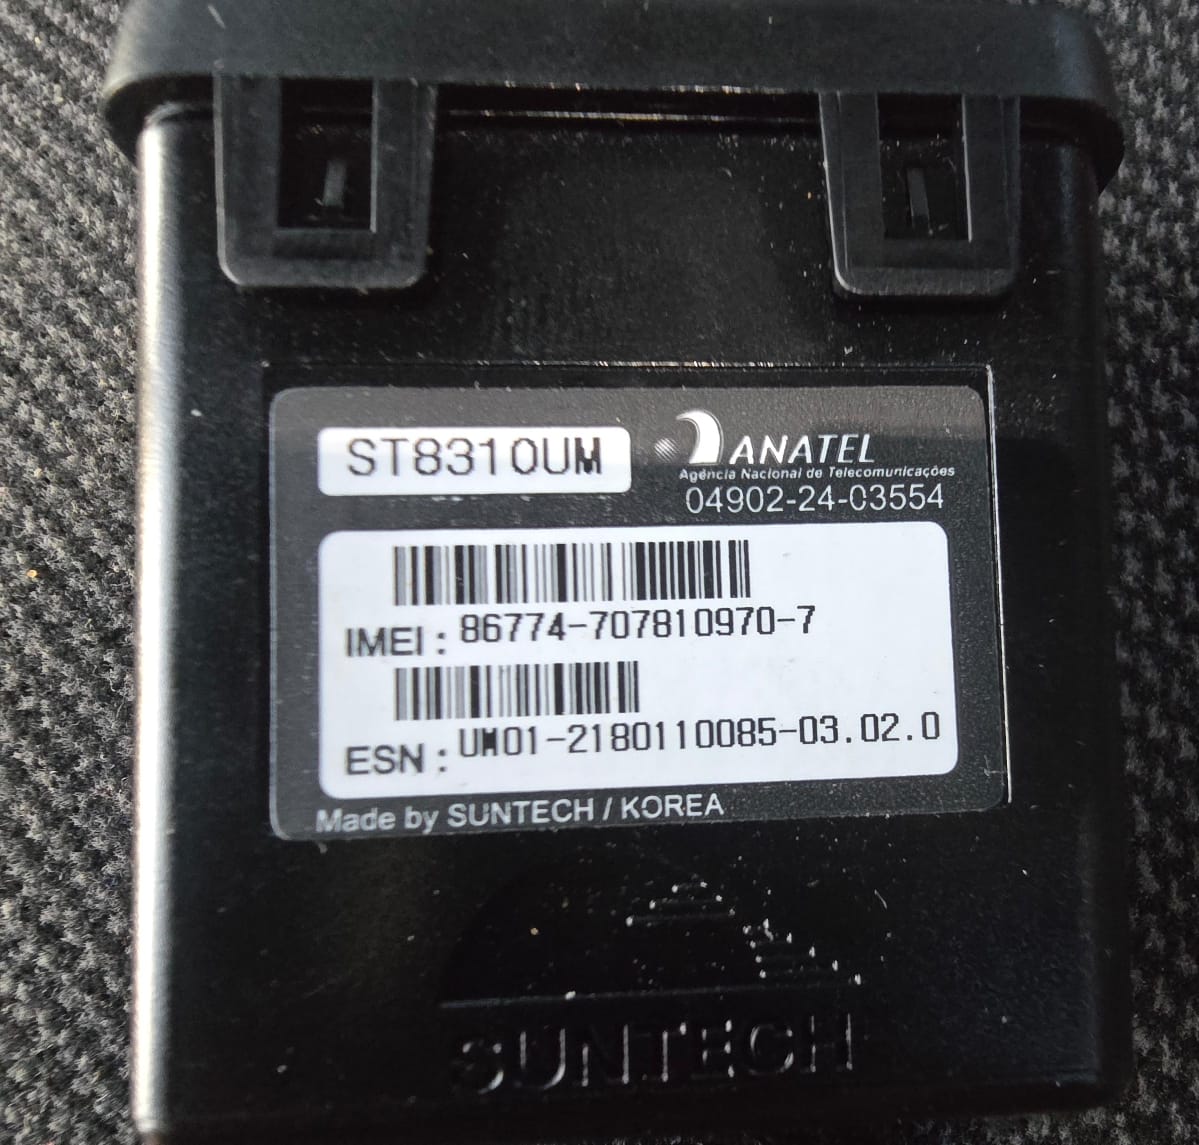 ST8310UM
ANATEL
Agência Nacional de Telecomunicações
04902-24-03554
IMEI : 86774-707810970-7
ESN : UM01-2180110085-03.02.0
Made by SUNTECH / KOREA
SUNTECH